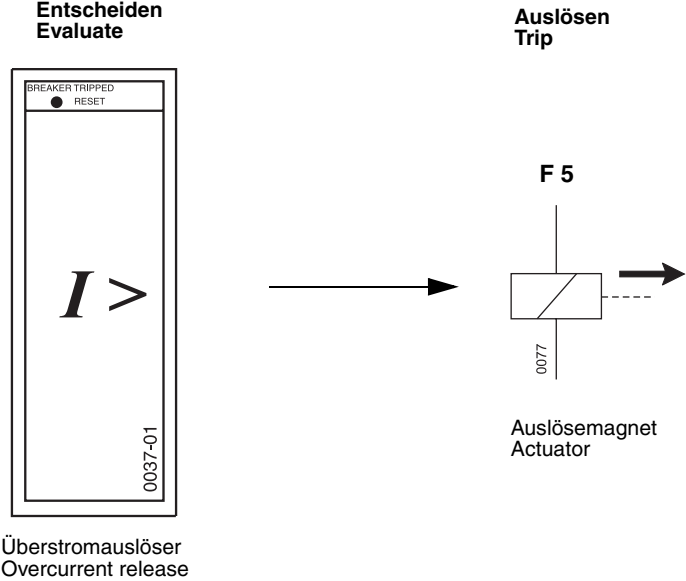 Entscheiden
Evaluate
BREAKER TRIPPED
RESET
I >
0037-01
Überstromauslöser
Overcurrent release
Auslösen
Trip
F 5
0077
Auslösemagnet
Actuator